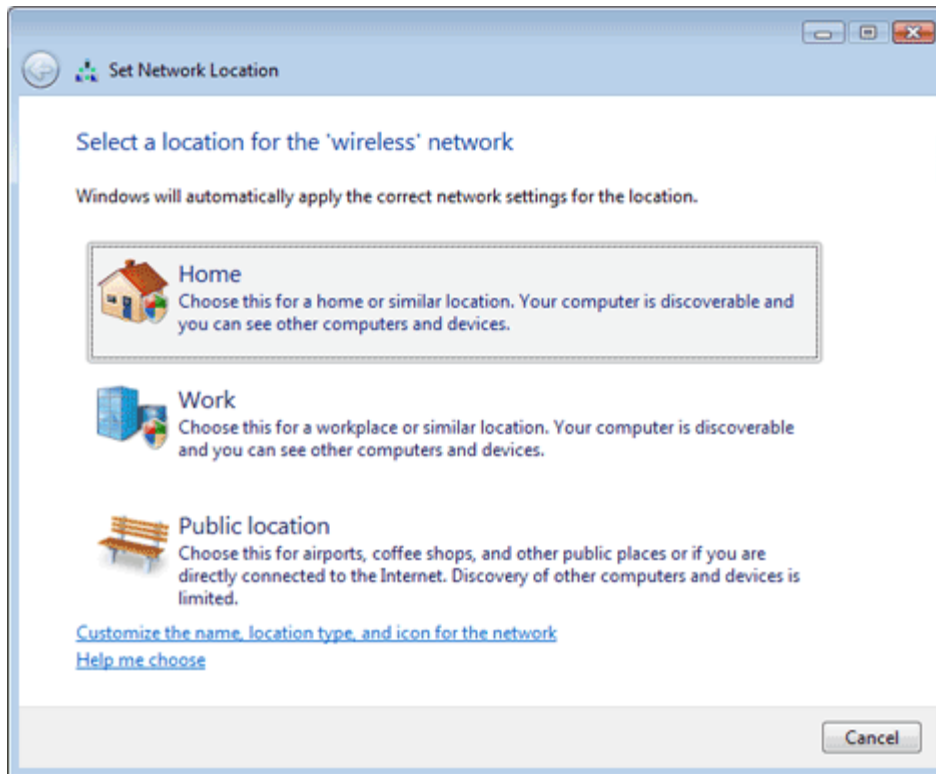 Set Network Location
Select a location for the 'wireless' network
Windows will automatically apply the correct network settings for the location.
Home
Choose this for a home or similar location. Your computer is discoverable and
you can see other computers and devices.
Work
Choose this for a workplace or similar location. Your computer is discoverable
and you can see other computers and devices.
Public location
Choose this for airports, coffee shops, and other public places or if you are
directly connected to the Internet. Discovery of other computers and devices is
limited.
Customize the name, location type, and icon for the network
Help me choose
Cancel